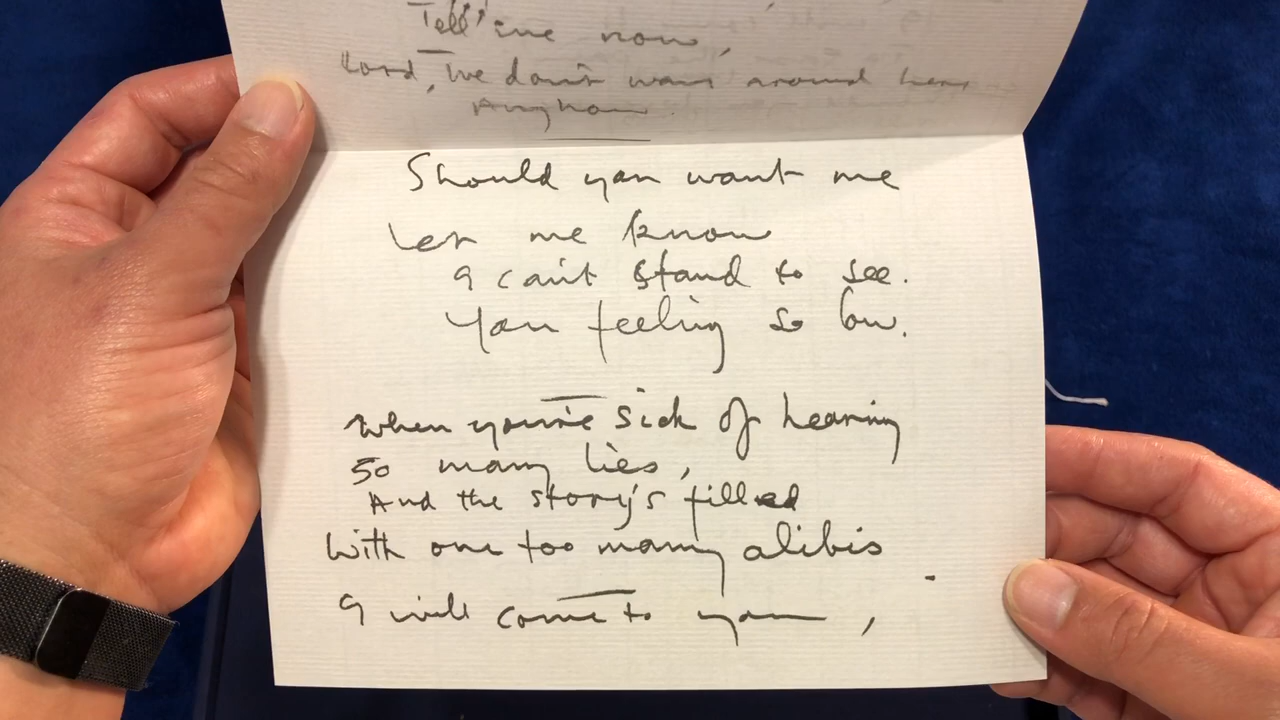 Tell me now,
Lord, we don't want around here
Anyhow.
Should you want me
Let me know
I can't stand to see.
You feeling so low.
When you're sick of hearing
so many lies,
And the story's filled
With one too many alibis
I will come to you,